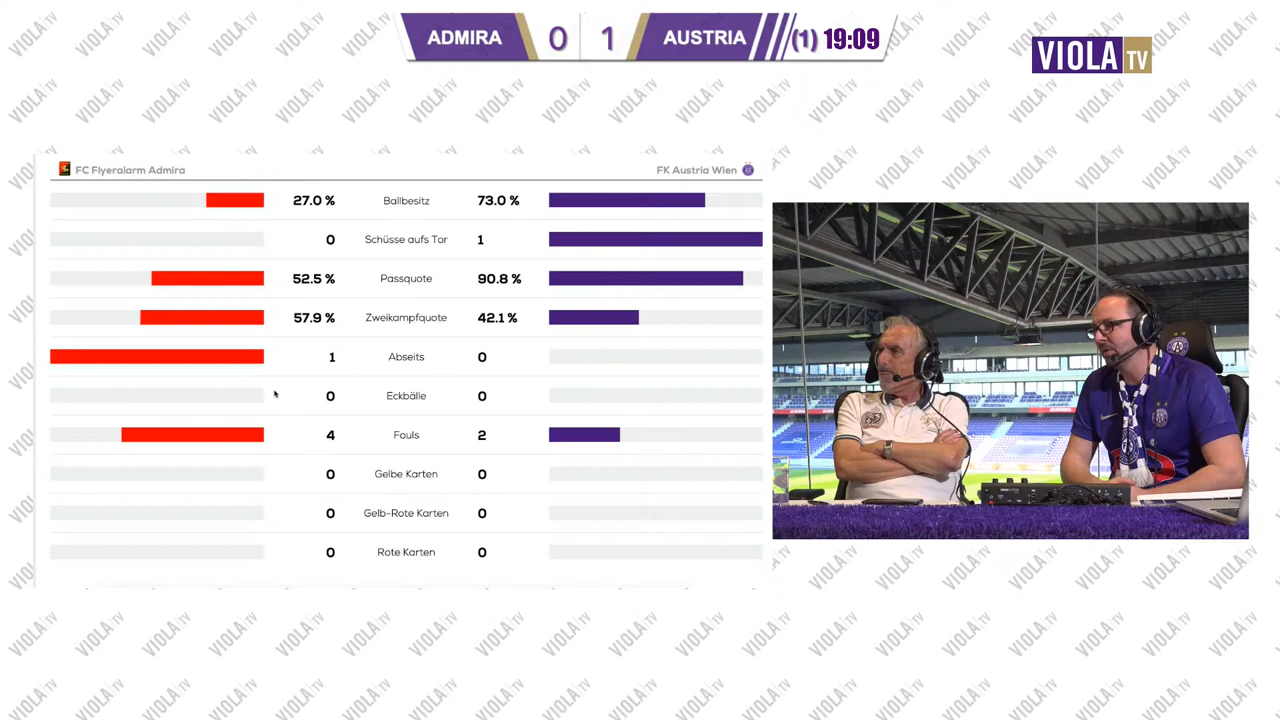 ADMIRA 0 1 AUSTRIA (1) 19:09
VIOLA TV
FC Flyeralarm Admira FK Austria Wien
27.0 % Ballbesitz 73.0 %
0 Schüsse aufs Tor 1
52.5 % Passquote 90.8 %
57.9 % Zweikampfquote 42.1 %
1 Abseits 0
0 Eckbälle 0
4 Fouls 2
0 Gelbe Karten 0
0 Gelb-Rote Karten 0
0 Rote Karten 0